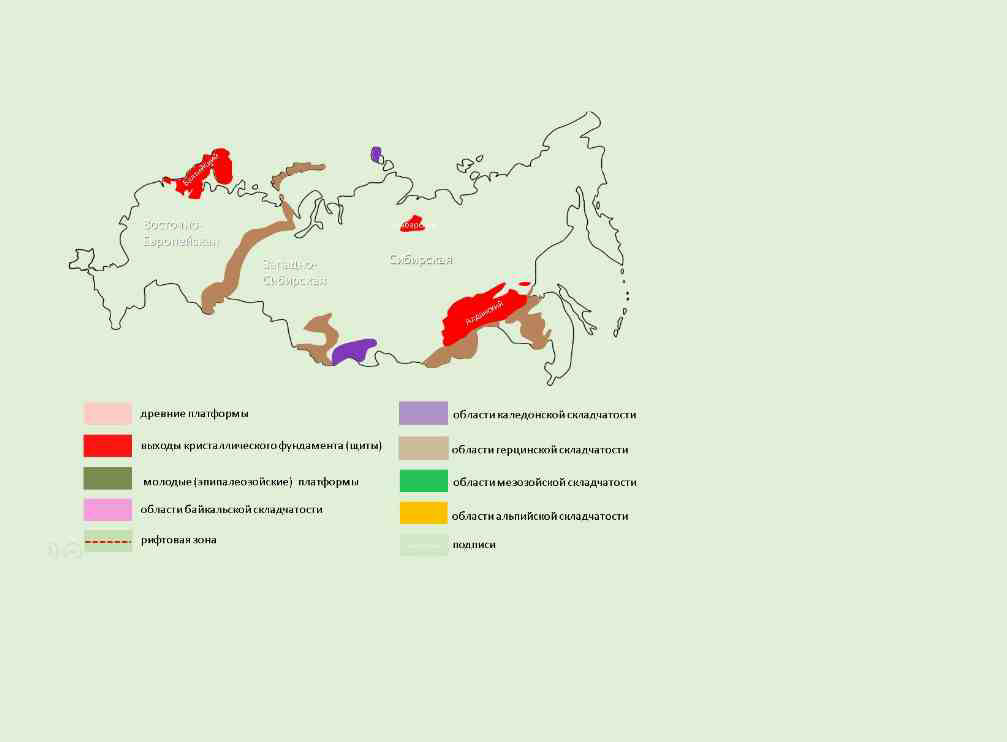 Балтийский
Восточно-
Европейская
Западно-
Сибирская
Сибирская
Алданский
древние платформы
выходы кристаллического фундамента (щиты)
молодые (эпипалеозойские) платформы
области байкальской складчатости
рифтовая зона
области каледонской складчатости
области герцинской складчатости
области мезозойской складчатости
области альпийской складчатости
подписи